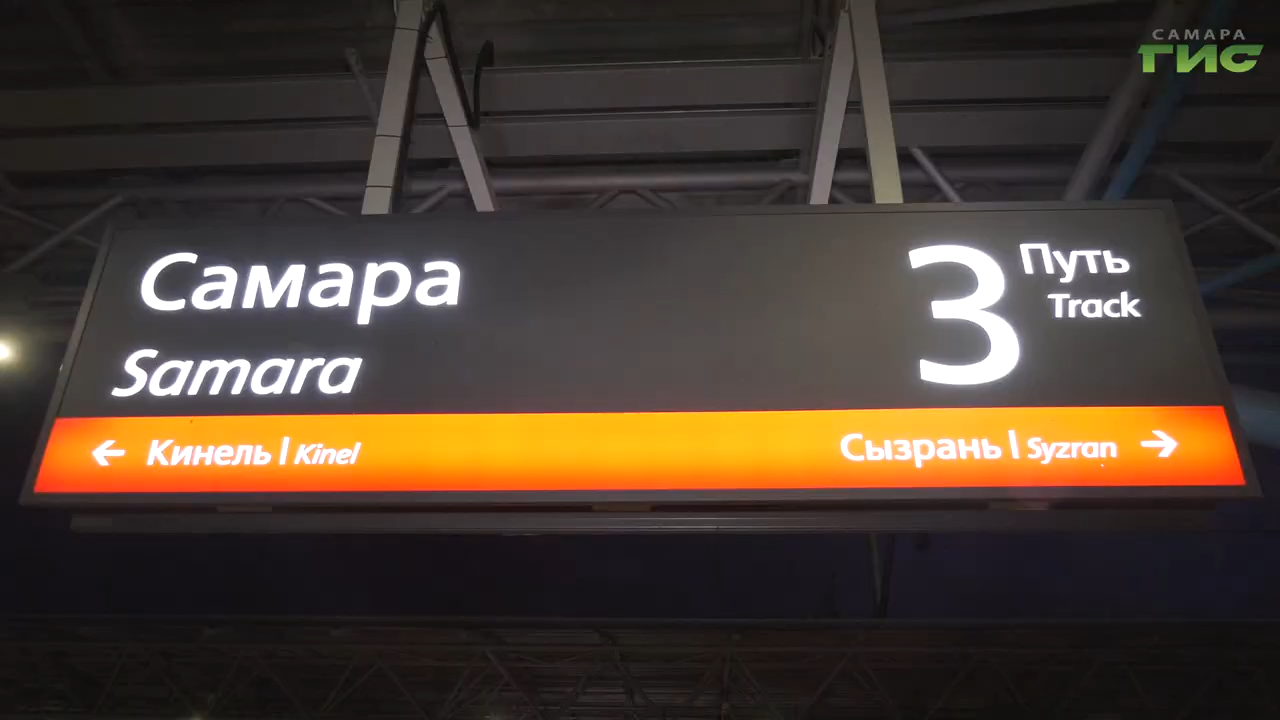 САМАРА
ГИС
Самара
Samara
3 Путь
Track
← Кинель | Kinel
Сызрань | Syzran →